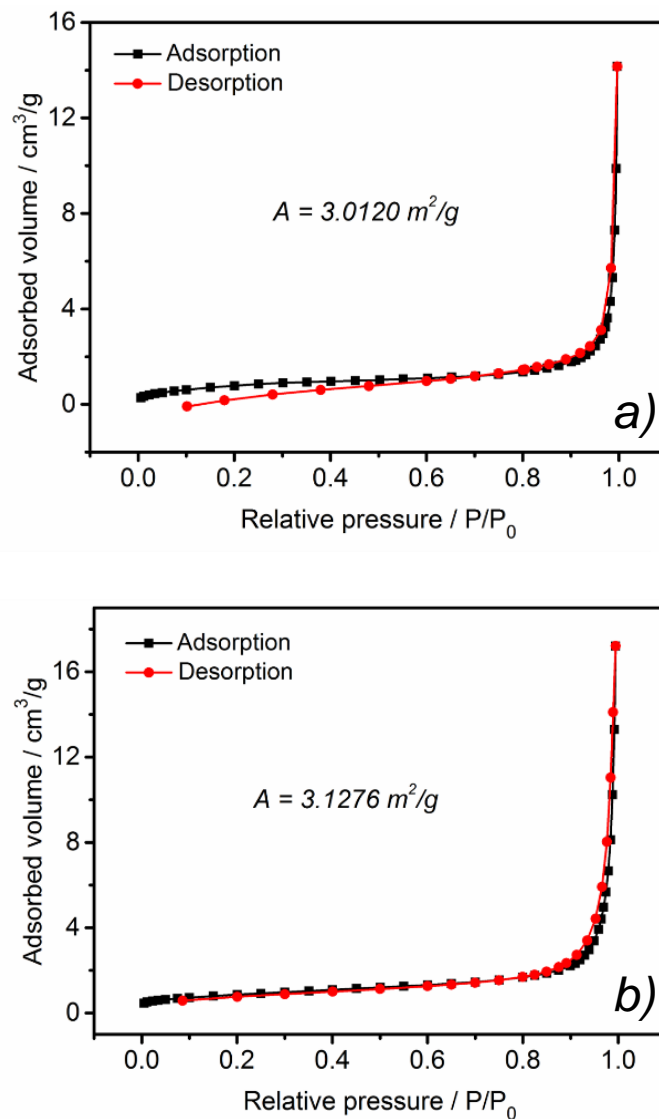 16
12
8
4
0
Adsorbed volume / cm³/g
Adsorption
Desorption
A = 3.0120 m²/g
a)
0.0 0.2 0.4 0.6 0.8 1.0
Relative pressure / P/P₀
16
12
8
4
0
Adsorbed volume / cm³/g
Adsorption
Desorption
A = 3.1276 m²/g
b)
0.0 0.2 0.4 0.6 0.8 1.0
Relative pressure / P/P₀